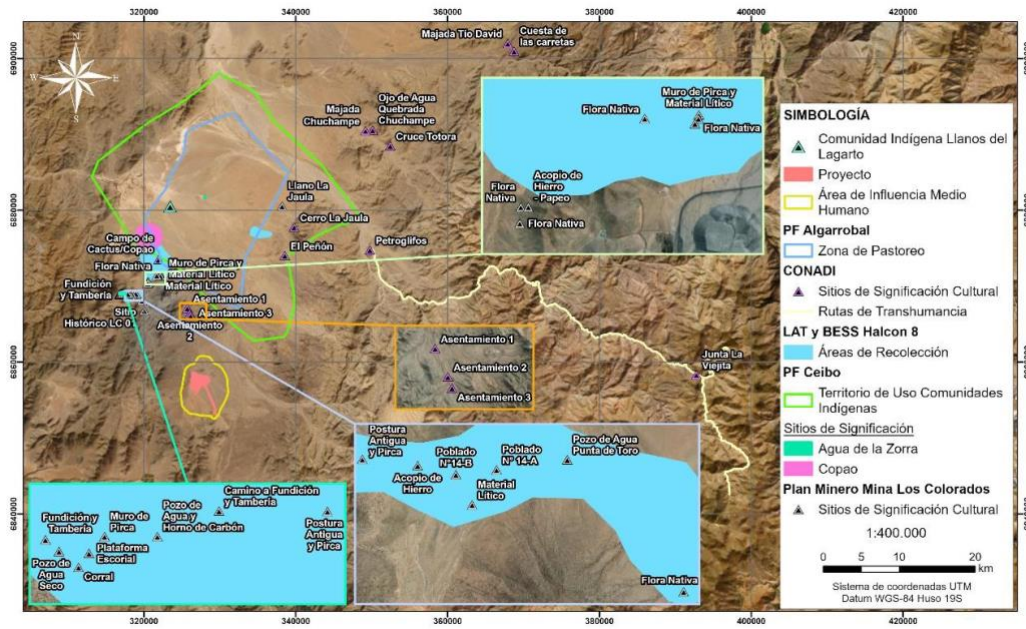 320000 340000 360000 380000 400000 420000
6900000
6880000
6860000
6840000
N
W E
S
Majada Tío David
Cuesta de
las carretas
Majada
Chuchampe
Ojo de Agua
Quebrada
Chuchampe
Cruce Totora
Llano La
Jaula
Cerro La Jaula
El Peñón
Petroglifos
Campo de
Cactus/Copao
Flora Nativa
Muro de Pirca y
Material Lítico
Material Lítico
Fundición
y Tambería
Sitio
Histórico LC 01
Asentamiento 1
Asentamiento 3
Asentamiento
2
Junta La
Viejita
Flora Nativa
Muro de Pirca y
Material Lítico
Flora Nativa
Flora
Nativa
Acopio de
Hierro
- Papeo
Flora Nativa
Asentamiento 1
Asentamiento 2
Asentamiento 3
Postura
Antigua
y Pirca
Acopio de
Hierro
Poblado
N°14-B
Poblado
N° 14-A
Material
Lítico
Pozo de Agua
Punta de Toro
Flora Nativa
Fundición y
Tambería
Muro de
Pirca
Pozo de
Agua y
Horno de Carbón
Camino a Fundición
y Tambería
Postura
Antigua
y Pirca
Pozo de
Agua
Seco
Plataforma
Escorial
Corral
SIMBOLOGÍA
Comunidad Indígena Llanos del
Lagarto
Proyecto
Área de Influencia Medio
Humano
PF Algarrobal
Zona de Pastoreo
CONADI
Sitios de Significación Cultural
Rutas de Transhumancia
LAT y BESS Halcon 8
Áreas de Recolección
PF Ceibo
Territorio de Uso Comunidades
Indígenas
Sitios de Significación
Agua de la Zorra
Copao
Plan Minero Mina Los Colorados
Sitios de Significación Cultural
1:400.000
0 5 10 20
km
Sistema de coordenadas UTM
Datum WGS-84 Huso 19S